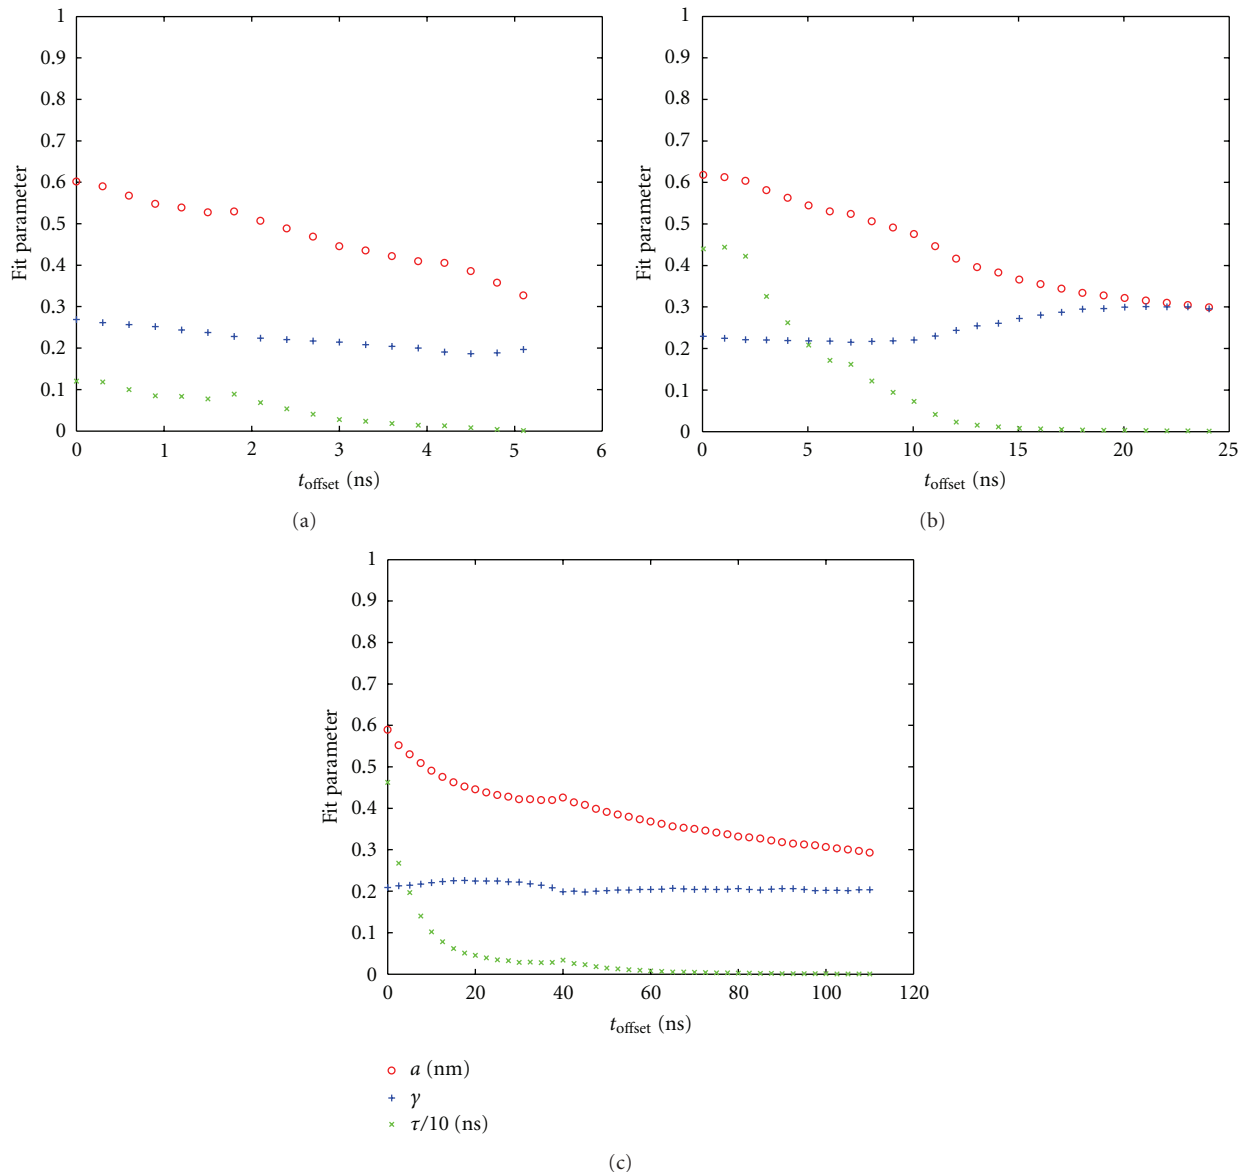 1
0.9
0.8
0.7
0.6
0.5
0.4
0.3
0.2
0.1
0
Fit parameter
0 1 2 3 4 5 6
t_offset (ns)
(a)
1
0.9
0.8
0.7
0.6
0.5
0.4
0.3
0.2
0.1
0
Fit parameter
0 5 10 15 20 25
t_offset (ns)
(b)
1
0.9
0.8
0.7
0.6
0.5
0.4
0.3
0.2
0.1
0
Fit parameter
0 20 40 60 80 100 120
t_offset (ns)
a (nm)
γ
τ/10 (ns)
(c)